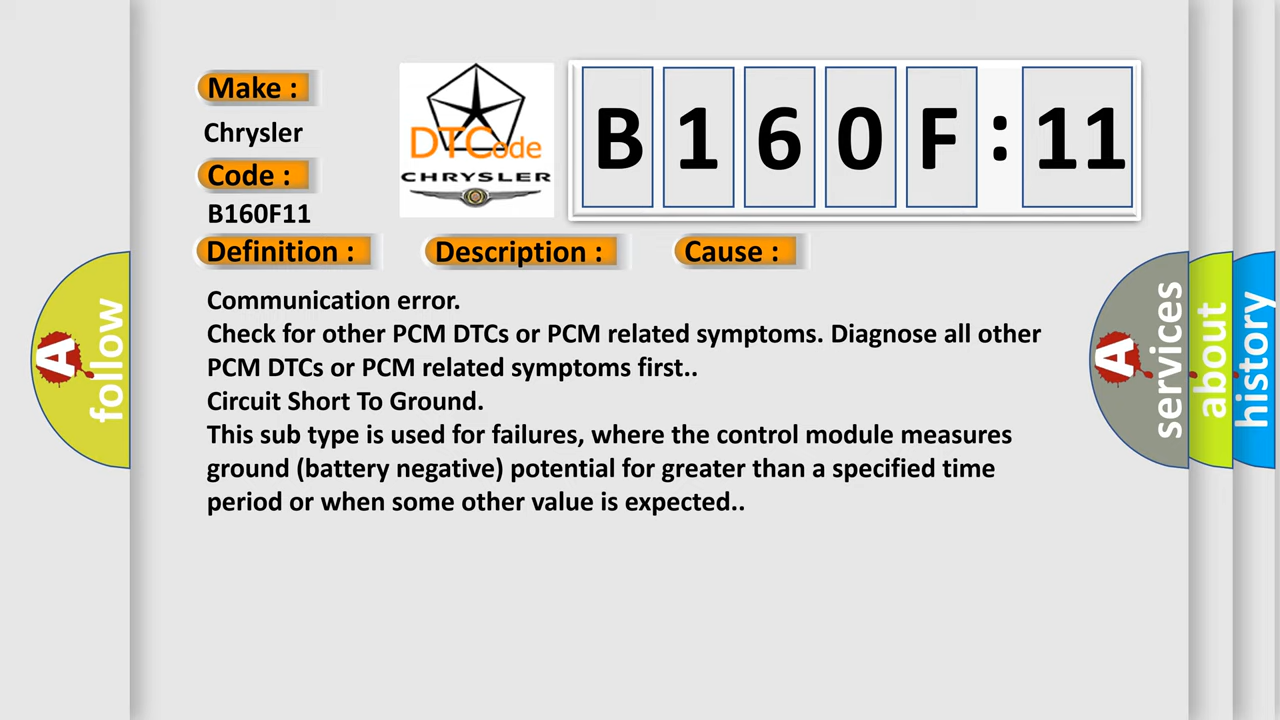 Make :
Chrysler
Code :
B160F11
DTCode
CHRYSLER
B160F:11
Definition :
Description :
Cause :
Communication error.
Check for other PCM DTCs or PCM related symptoms. Diagnose all other
PCM DTCs or PCM related symptoms first..
Circuit Short To Ground.
This sub type is used for failures, where the control module measures
ground (battery negative) potential for greater than a specified time
period or when some other value is expected..
A
follow
A
services
about
history